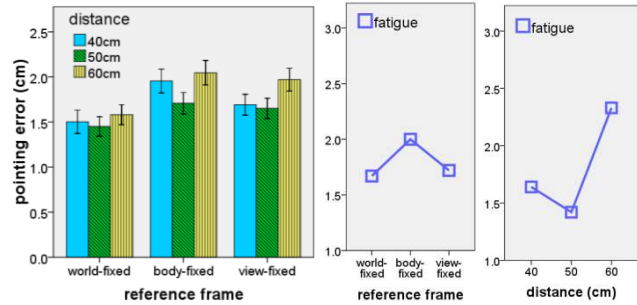 distance
40cm
50cm
60cm
pointing error (cm)
2.5
2.0
1.5
1.0
0.5
0.0
world-fixed body-fixed view-fixed
reference frame
fatigue
3.0
2.5
2.0
1.5
1.0
world-fixed body-fixed view-fixed
reference frame
fatigue
3.0
2.5
2.0
1.5
1.0
40 50 60
distance (cm)